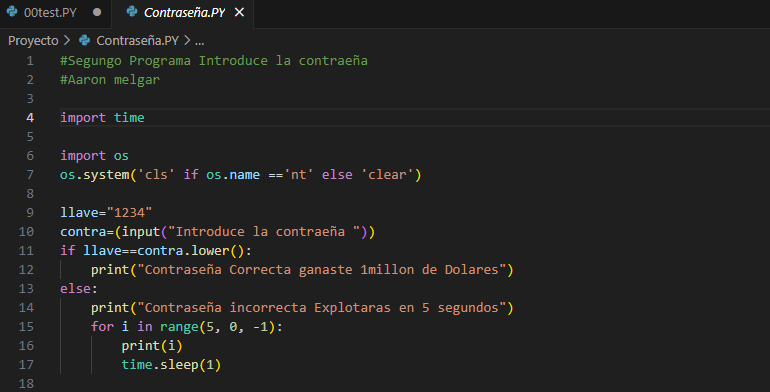 00test.PY ● Contraseña.PY ×
Proyecto > Contraseña.PY > ...
1 #Segungo Programa Introduce la contraeña
2 #Aaron melgar
3
4 import time
5
6 import os
7 os.system('cls' if os.name =='nt' else 'clear')
8
9 llave="1234"
10 contra=(input("Introduce la contraeña "))
11 if llave==contra.lower():
12     print("Contraseña Correcta ganaste 1millon de Dolares")
13 else:
14     print("Contraseña incorrecta Explotaras en 5 segundos")
15     for i in range(5, 0, -1):
16         print(i)
17         time.sleep(1)
18